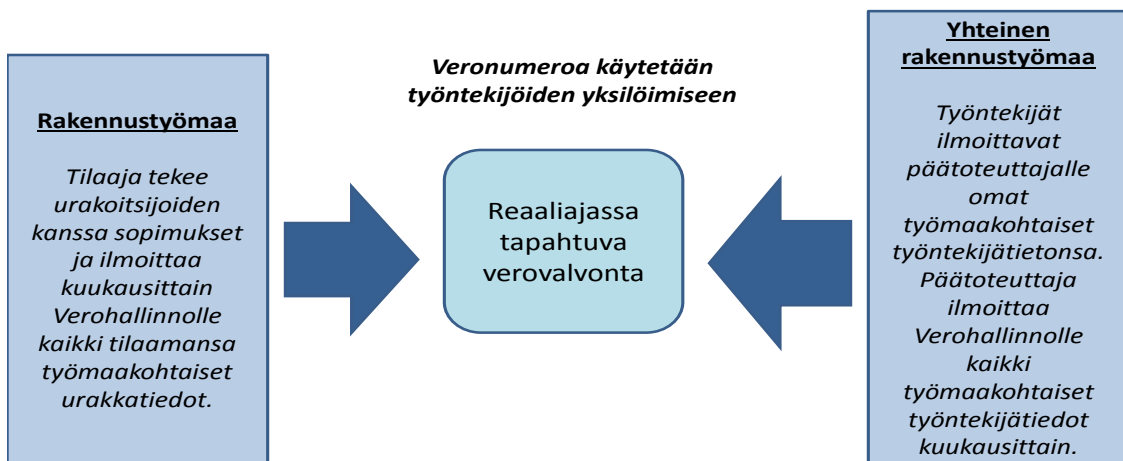 Rakennustyömaa
Tilaaja tekee
urakoitsijoiden
kanssa sopimukset
ja ilmoittaa
kuukausittain
Verohallinnolle
kaikki tilaamansa
työmaakohtaiset
urakkatiedot.
Veronumeroa käytetään
työntekijöiden yksilöimiseen
Reaaliajassa
tapahtuva
verovalvonta
Yhteinen
rakennustyömaa
Työntekijät
ilmoittavat
päätoteuttajalle
omat
työmaakohtaiset
työntekijätietonsa.
Päätoteuttaja
ilmoittaa
Verohallinnolle
kaikki
työmaakohtaiset
työntekijätiedot
kuukausittain.